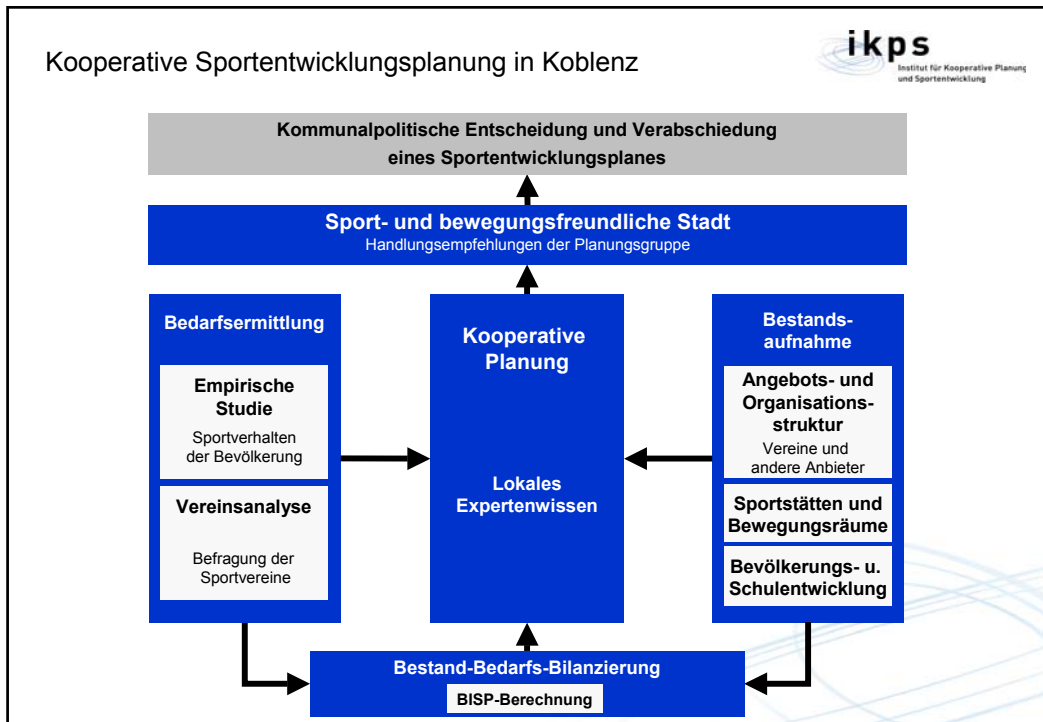 Kooperative Sportentwicklungsplanung in Koblenz
ikps
Institut für Kooperative Planung
und Sportentwicklung
Kommunalpolitische Entscheidung und Verabschiedung
eines Sportentwicklungsplanes
Sport- und bewegungsfreundliche Stadt
Handlungsempfehlungen der Planungsgruppe
Bedarfsermittlung
Empirische
Studie
Sportverhalten
der Bevölkerung
Vereinsanalyse
Befragung der
Sportvereine
Kooperative
Planung
Lokales
Expertenwissen
Bestands-
aufnahme
Angebots- und
Organisations-
struktur
Vereine und
andere Anbieter
Sportstätten und
Bewegungsräume
Bevölkerungs- u.
Schulentwicklung
Bestand-Bedarfs-Bilanzierung
BISP-Berechnung